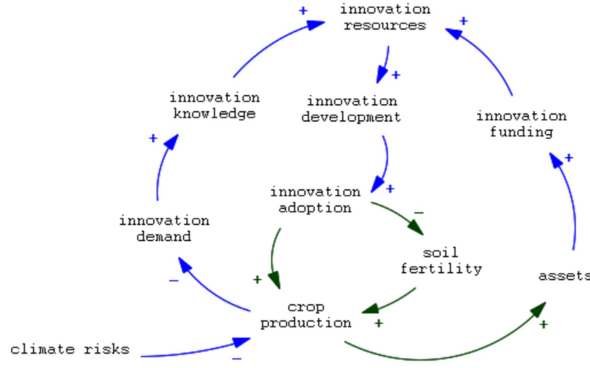 +
innovation
resources
+
+
innovation
knowledge
innovation
development
innovation
funding
+
+
+
innovation
adoption
−
innovation
demand
soil
fertility
assets
−
+
crop
production
+
+
climate risks
−